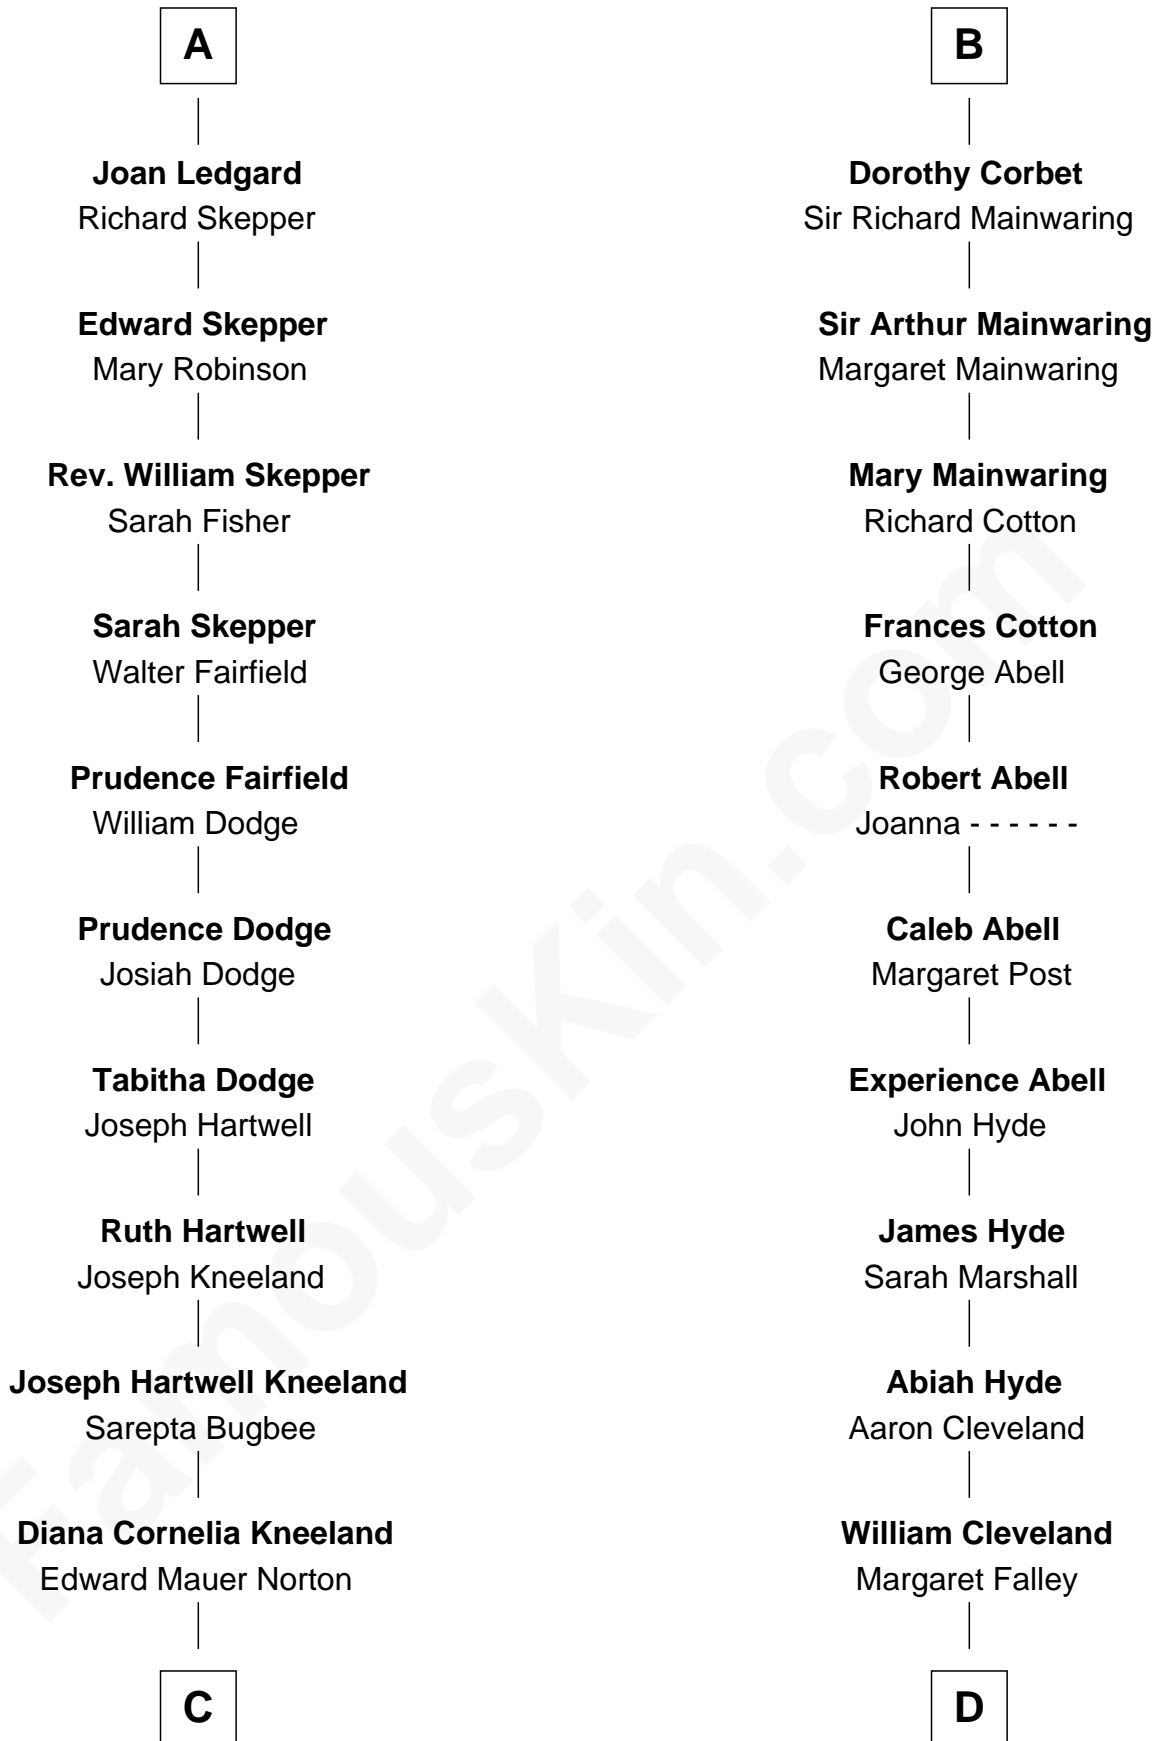 A
Joan Ledgard
Richard Skepper
Edward Skepper
Mary Robinson
Rev. William Skepper
Sarah Fisher
Sarah Skepper
Walter Fairfield
Prudence Fairfield
William Dodge
Prudence Dodge
Josiah Dodge
Tabitha Dodge
Joseph Hartwell
Ruth Hartwell
Joseph Kneeland
Joseph Hartwell Kneeland
Sarepta Bugbee
Diana Cornelia Kneeland
Edward Mauer Norton
C
B
Dorothy Corbet
Sir Richard Mainwaring
Sir Arthur Mainwaring
Margaret Mainwaring
Mary Mainwaring
Richard Cotton
Frances Cotton
George Abell
Robert Abell
Joanna - - - - - -
Caleb Abell
Margaret Post
Experience Abell
John Hyde
James Hyde
Sarah Marshall
Abiah Hyde
Aaron Cleveland
William Cleveland
Margaret Falley
D
FamousKin.com